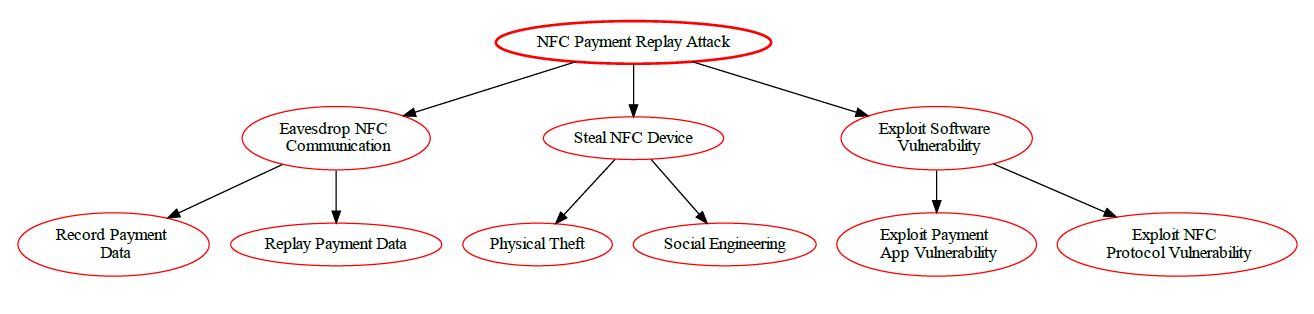 NFC Payment Replay Attack
Eavesdrop NFC
Communication
Steal NFC Device
Exploit Software
Vulnerability
Record Payment
Data
Replay Payment Data
Physical Theft
Social Engineering
Exploit Payment
App Vulnerability
Exploit NFC
Protocol Vulnerability